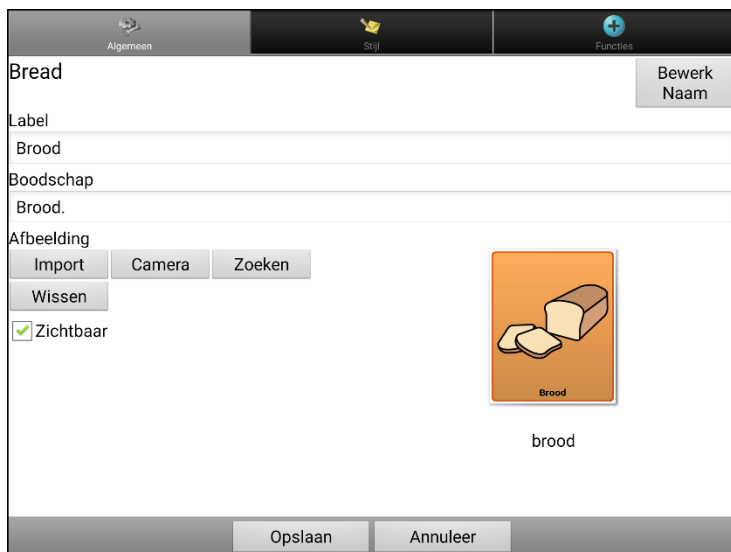 Algemeen
Stijl
Functies
Bread
Bewerk
Naam
Label
Brood
Boodschap
Brood.
Afbeelding
Import
Camera
Zoeken
Wissen
Zichtbaar
Brood
brood
Opslaan
Annuleer